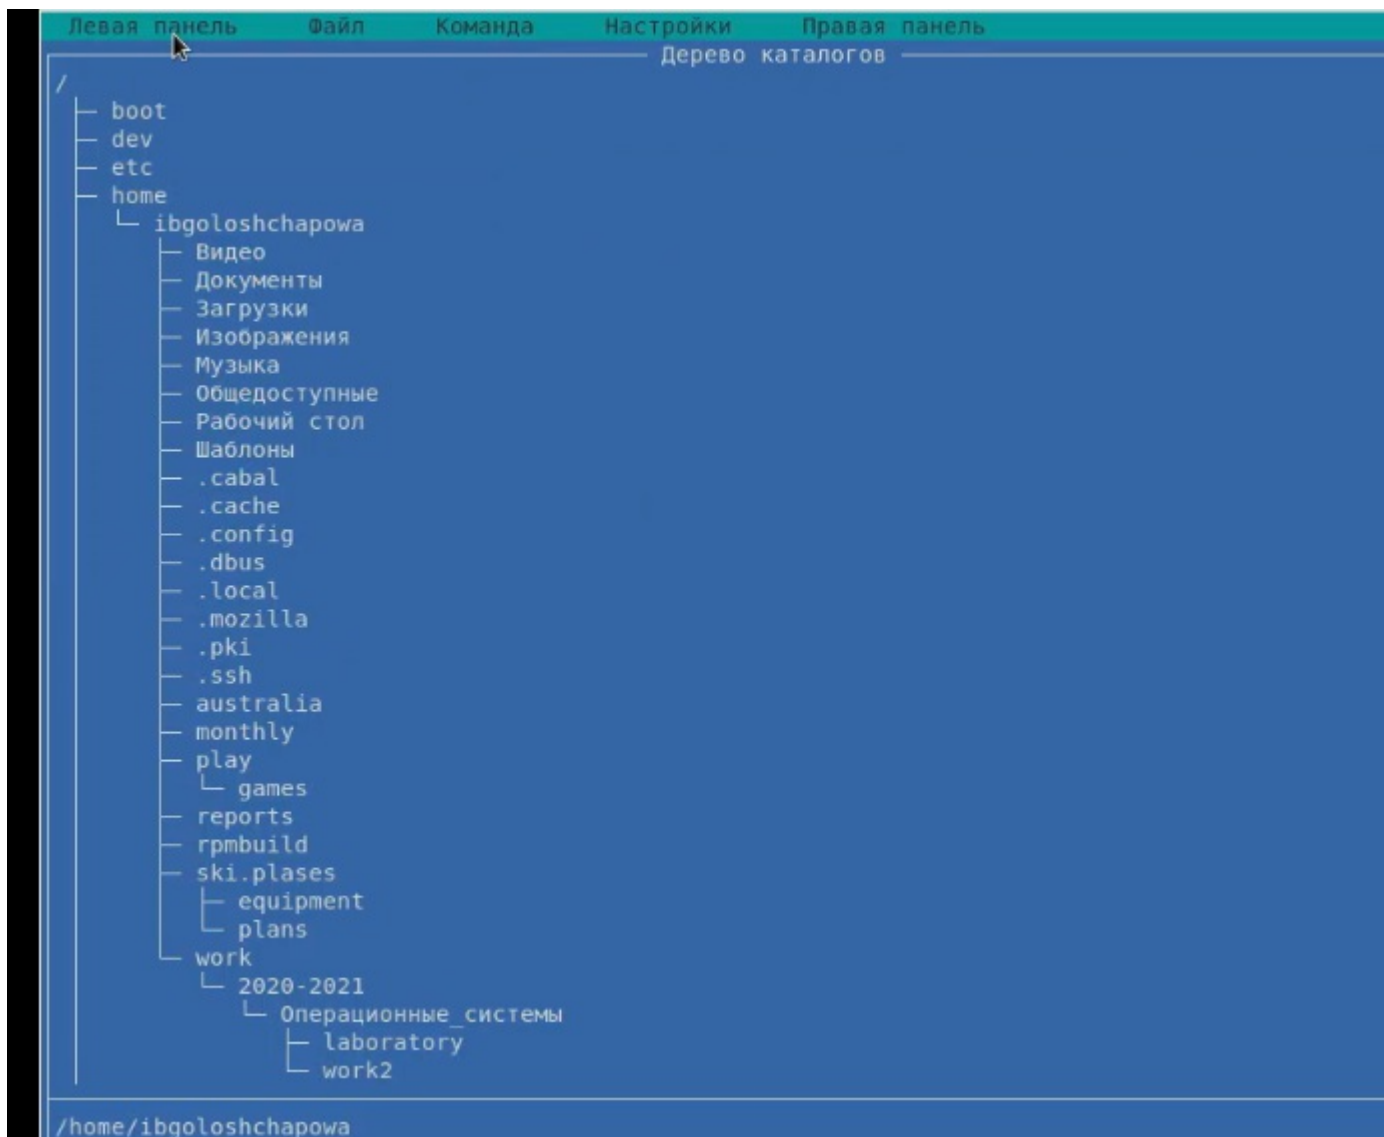 Левая панель Файл Команда Настройки Правая панель
Дерево каталогов
/
boot
dev
etc
home
ibgoloshchapowa
Видео
Документы
Загрузки
Изображения
Музыка
Общедоступные
Рабочий стол
Шаблоны
.cabal
.cache
.config
.dbus
.local
.mozilla
.pki
.ssh
australia
monthly
play
games
reports
rpmbuild
ski.plases
equipment
plans
work
2020-2021
Операционные_системы
laboratory
work2
/home/ibgoloshchapowa